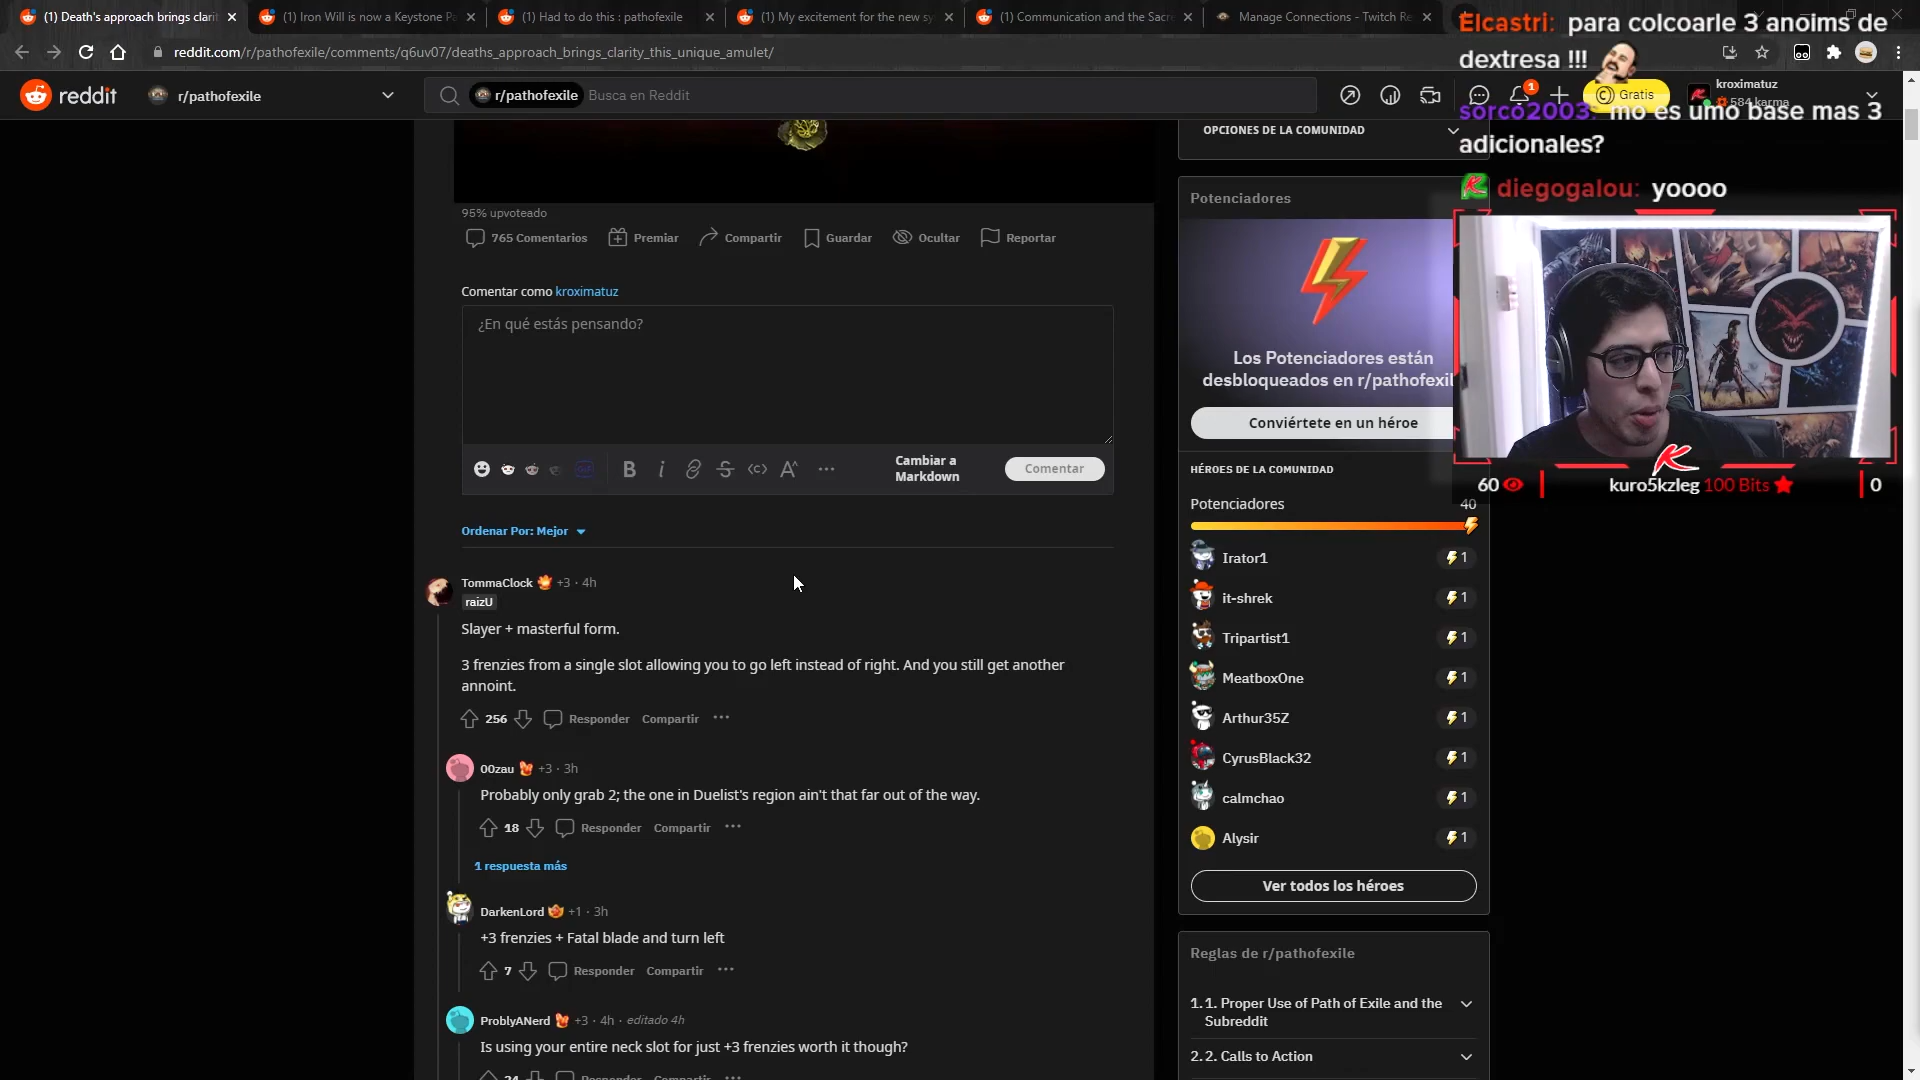 (1) Death's approach brings clari
(1) Iron Will is now a Keystone Pa
(1) Had to do this : pathofexile
(1) My excitement for the new sy
(1) Communication and the Sacr
Manage Connections - Twitch Re
reddit.com/r/pathofexile/comments/q6uv07/deaths_approach_brings_clarity_this_unique_amulet/
reddit
r/pathofexile
r/pathofexile
Busca en Reddit
1
Gratis
kroximatuz
584 karma
Elcastri: para colcoarle 3 anoims de
dextresa !!!
sorco2003: mo es umo base mas 3
adicionales?
diegogalou: yoooo
60
kuro5kzleg 100 Bits
0
95% upvoteado
765 Comentarios
Premiar
Compartir
Guardar
Ocultar
Reportar
Comentar como kroximatuz
¿En qué estás pensando?
Cambiar a
Markdown
Comentar
Ordenar Por: Mejor
TommaClock +3 · 4h
raizU
Slayer + masterful form.
3 frenzies from a single slot allowing you to go left instead of right. And you still get another
annoint.
256
Responder
Compartir
00zau +3 · 3h
Probably only grab 2; the one in Duelist's region ain't that far out of the way.
18
Responder
Compartir
1 respuesta más
DarkenLord +1 · 3h
+3 frenzies + Fatal blade and turn left
7
Responder
Compartir
ProblyANerd +3 · 4h · editado 4h
Is using your entire neck slot for just +3 frenzies worth it though?
24
Responder
Compartir
OPCIONES DE LA COMUNIDAD
Potenciadores
Los Potenciadores están
desbloqueados en r/pathofexil
Conviértete en un héroe
HÉROES DE LA COMUNIDAD
Potenciadores
40
Irator1
1
it-shrek
1
Tripartist1
1
MeatboxOne
1
Arthur35Z
1
CyrusBlack32
1
calmchao
1
Alysir
1
Ver todos los héroes
Reglas de r/pathofexile
1. 1. Proper Use of Path of Exile and the
Subreddit
2. 2. Calls to Action